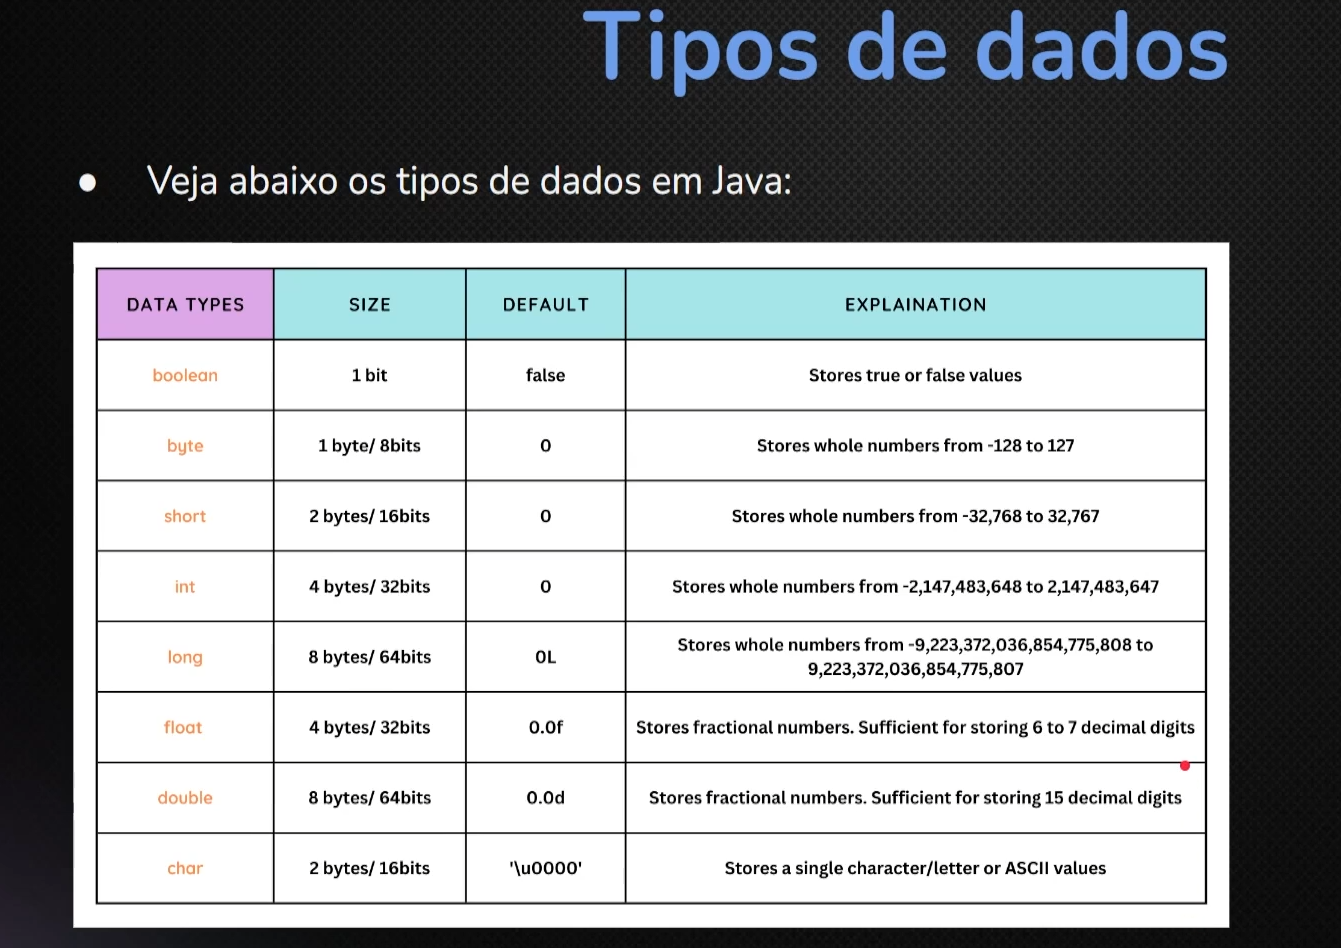 Tipos de dados
● Veja abaixo os tipos de dados em Java:
DATA TYPES SIZE DEFAULT EXPLAINATION
boolean 1 bit false Stores true or false values
byte 1 byte/ 8bits 0 Stores whole numbers from -128 to 127
short 2 bytes/ 16bits 0 Stores whole numbers from -32,768 to 32,767
int 4 bytes/ 32bits 0 Stores whole numbers from -2,147,483,648 to 2,147,483,647
long 8 bytes/ 64bits 0L Stores whole numbers from -9,223,372,036,854,775,808 to
9,223,372,036,854,775,807
float 4 bytes/ 32bits 0.0f Stores fractional numbers. Sufficient for storing 6 to 7 decimal digits
double 8 bytes/ 64bits 0.0d Stores fractional numbers. Sufficient for storing 15 decimal digits
char 2 bytes/ 16bits '\u0000' Stores a single character/letter or ASCII values